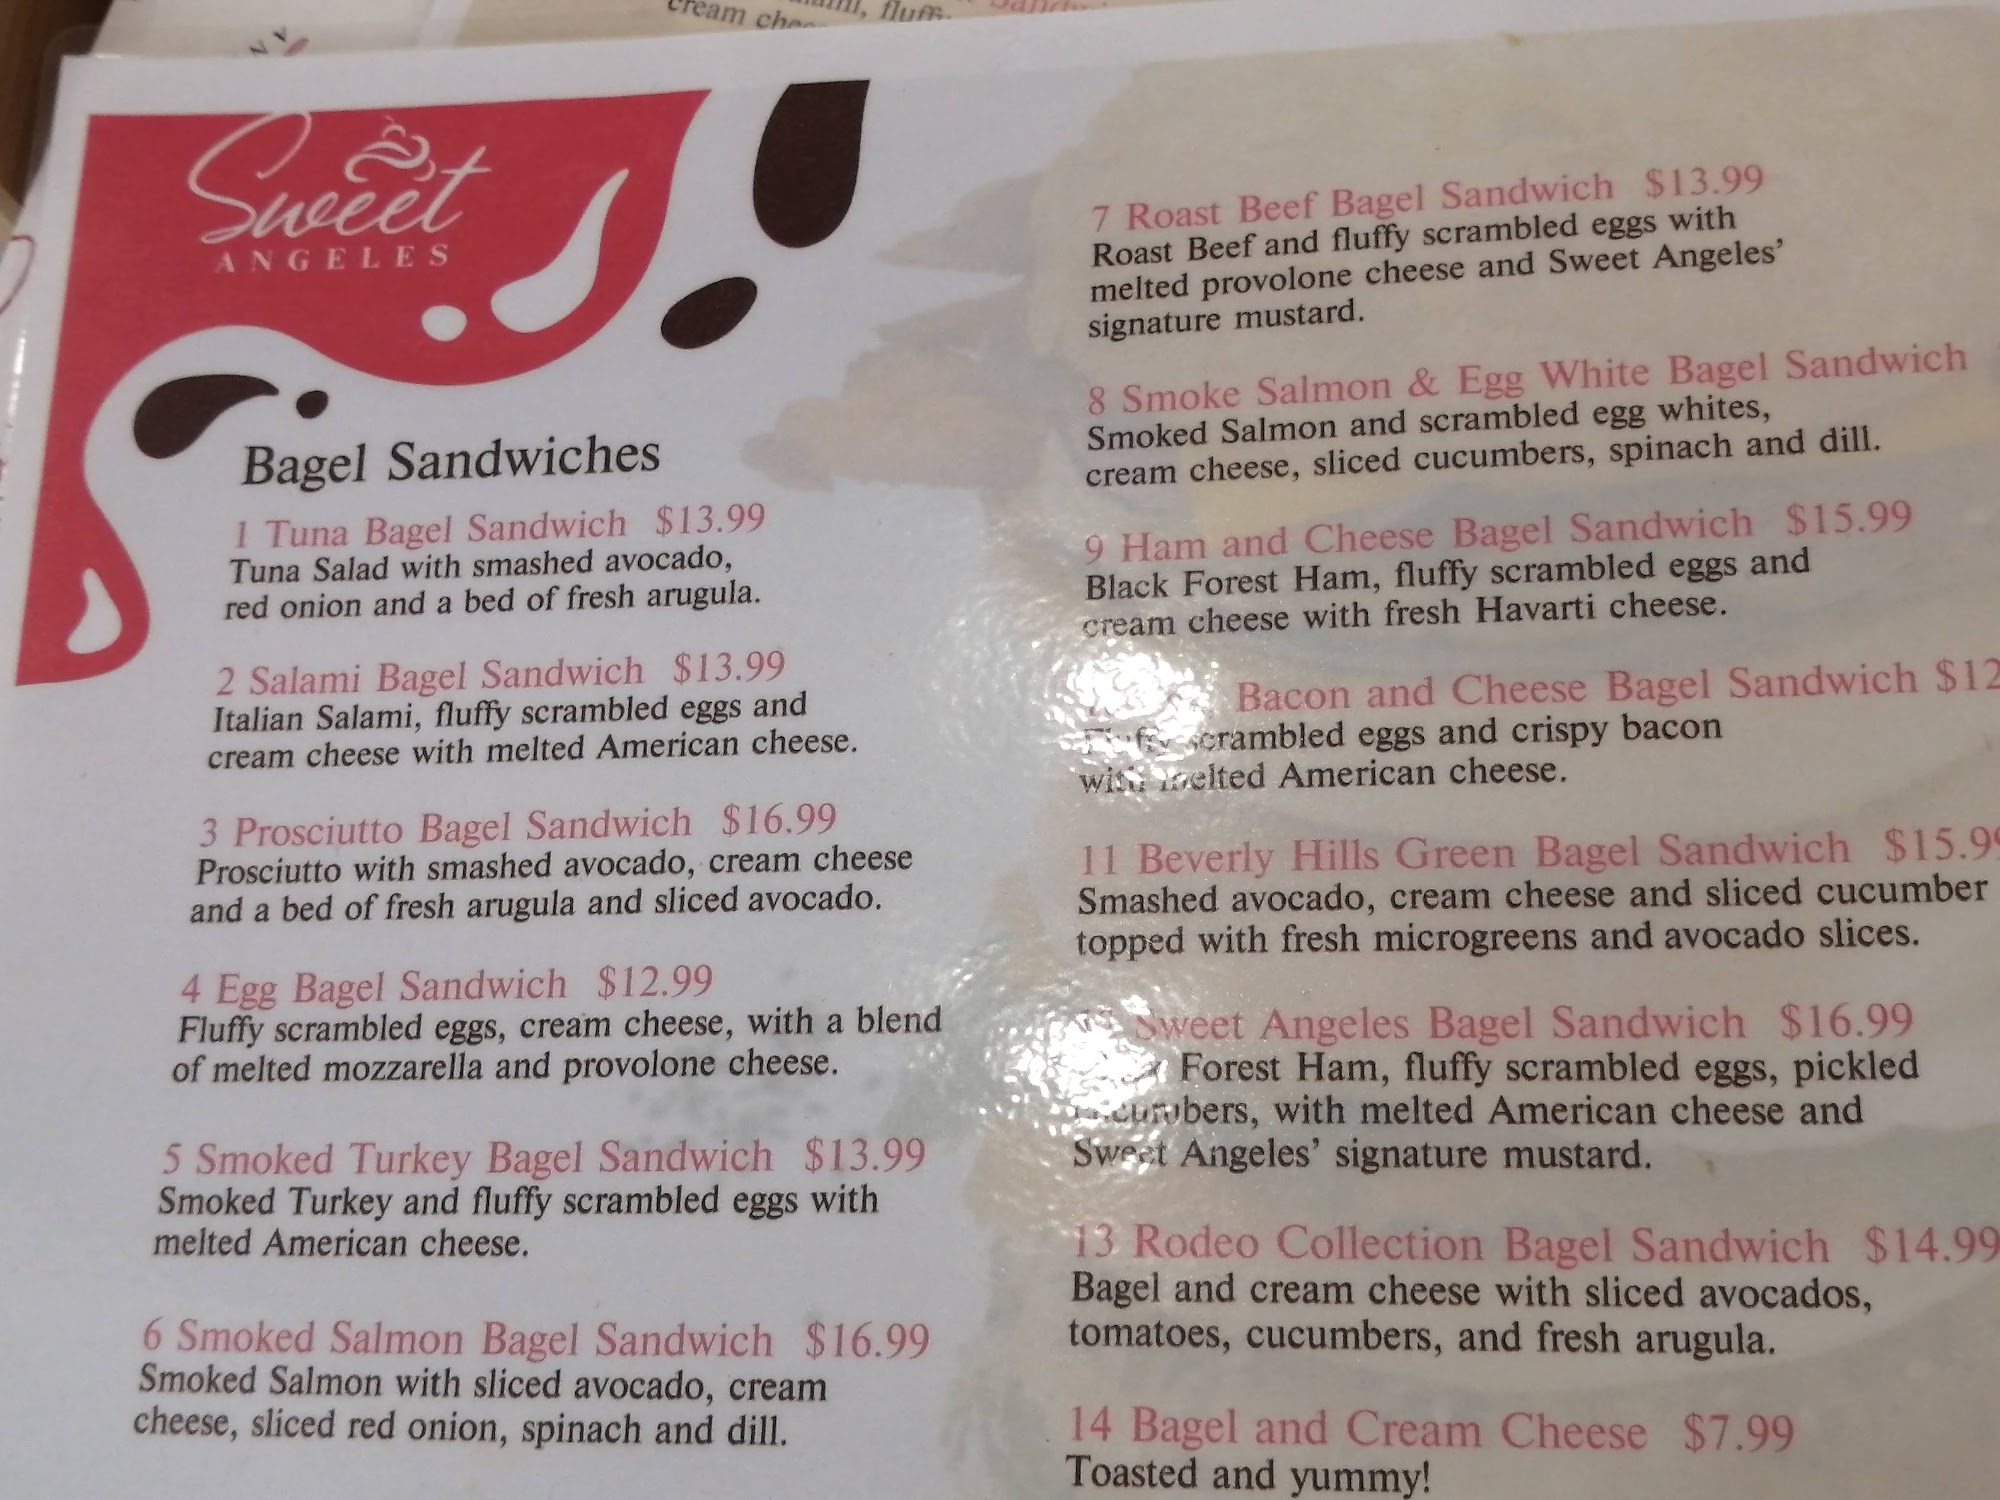 cream
Sweet
ANGELES
Bagel Sandwiches
1 Tuna Bagel Sandwich $13.99
Tuna Salad with smashed avocado,
red onion and a bed of fresh arugula.
2 Salami Bagel Sandwich $13.99
Italian Salami, fluffy scrambled eggs and
cream cheese with melted American cheese.
3 Prosciutto Bagel Sandwich $16.99
Prosciutto with smashed avocado, cream cheese
and a bed of fresh arugula and sliced avocado.
4 Egg Bagel Sandwich $12.99
Fluffy scrambled eggs, cream cheese, with a blend
of melted mozzarella and provolone cheese.
5 Smoked Turkey Bagel Sandwich $13.99
Smoked Turkey and fluffy scrambled eggs with
melted American cheese.
6 Smoked Salmon Bagel Sandwich $16.99
Smoked Salmon with sliced avocado, cream
cheese, sliced red onion, spinach and dill.
7 Roast Beef Bagel Sandwich $13.99
Roast Beef and fluffy scrambled eggs with
melted provolone cheese and Sweet Angeles'
signature mustard.
8 Smoke Salmon & Egg White Bagel Sandwich
Smoked Salmon and scrambled egg whites,
cream cheese, sliced cucumbers, spinach and dill.
9 Ham and Cheese Bagel Sandwich $15.99
Black Forest Ham, fluffy scrambled eggs and
cream cheese with fresh Havarti cheese.
Bacon and Cheese Bagel Sandwich $12
Fluffy scrambled eggs and crispy bacon
with melted American cheese.
11 Beverly Hills Green Bagel Sandwich $15.9
Smashed avocado, cream cheese and sliced cucumber
topped with fresh microgreens and avocado slices.
Sweet Angeles Bagel Sandwich $16.99
Forest Ham, fluffy scrambled eggs, pickled
cucumbers, with melted American cheese and
Sweet Angeles' signature mustard.
13 Rodeo Collection Bagel Sandwich $14.99
Bagel and cream cheese with sliced avocados,
tomatoes, cucumbers, and fresh arugula.
14 Bagel and Cream Cheese $7.99
Toasted and yummy!